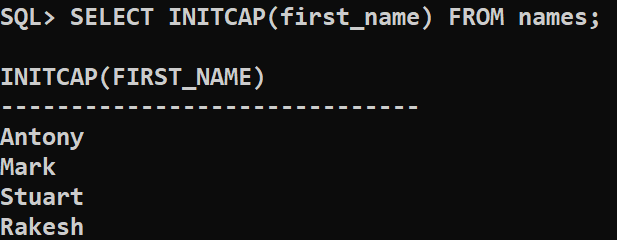 SQL> SELECT INITCAP(first_name) FROM names;
INITCAP(FIRST_NAME)
------------------------------
Antony
Mark
Stuart
Rakesh